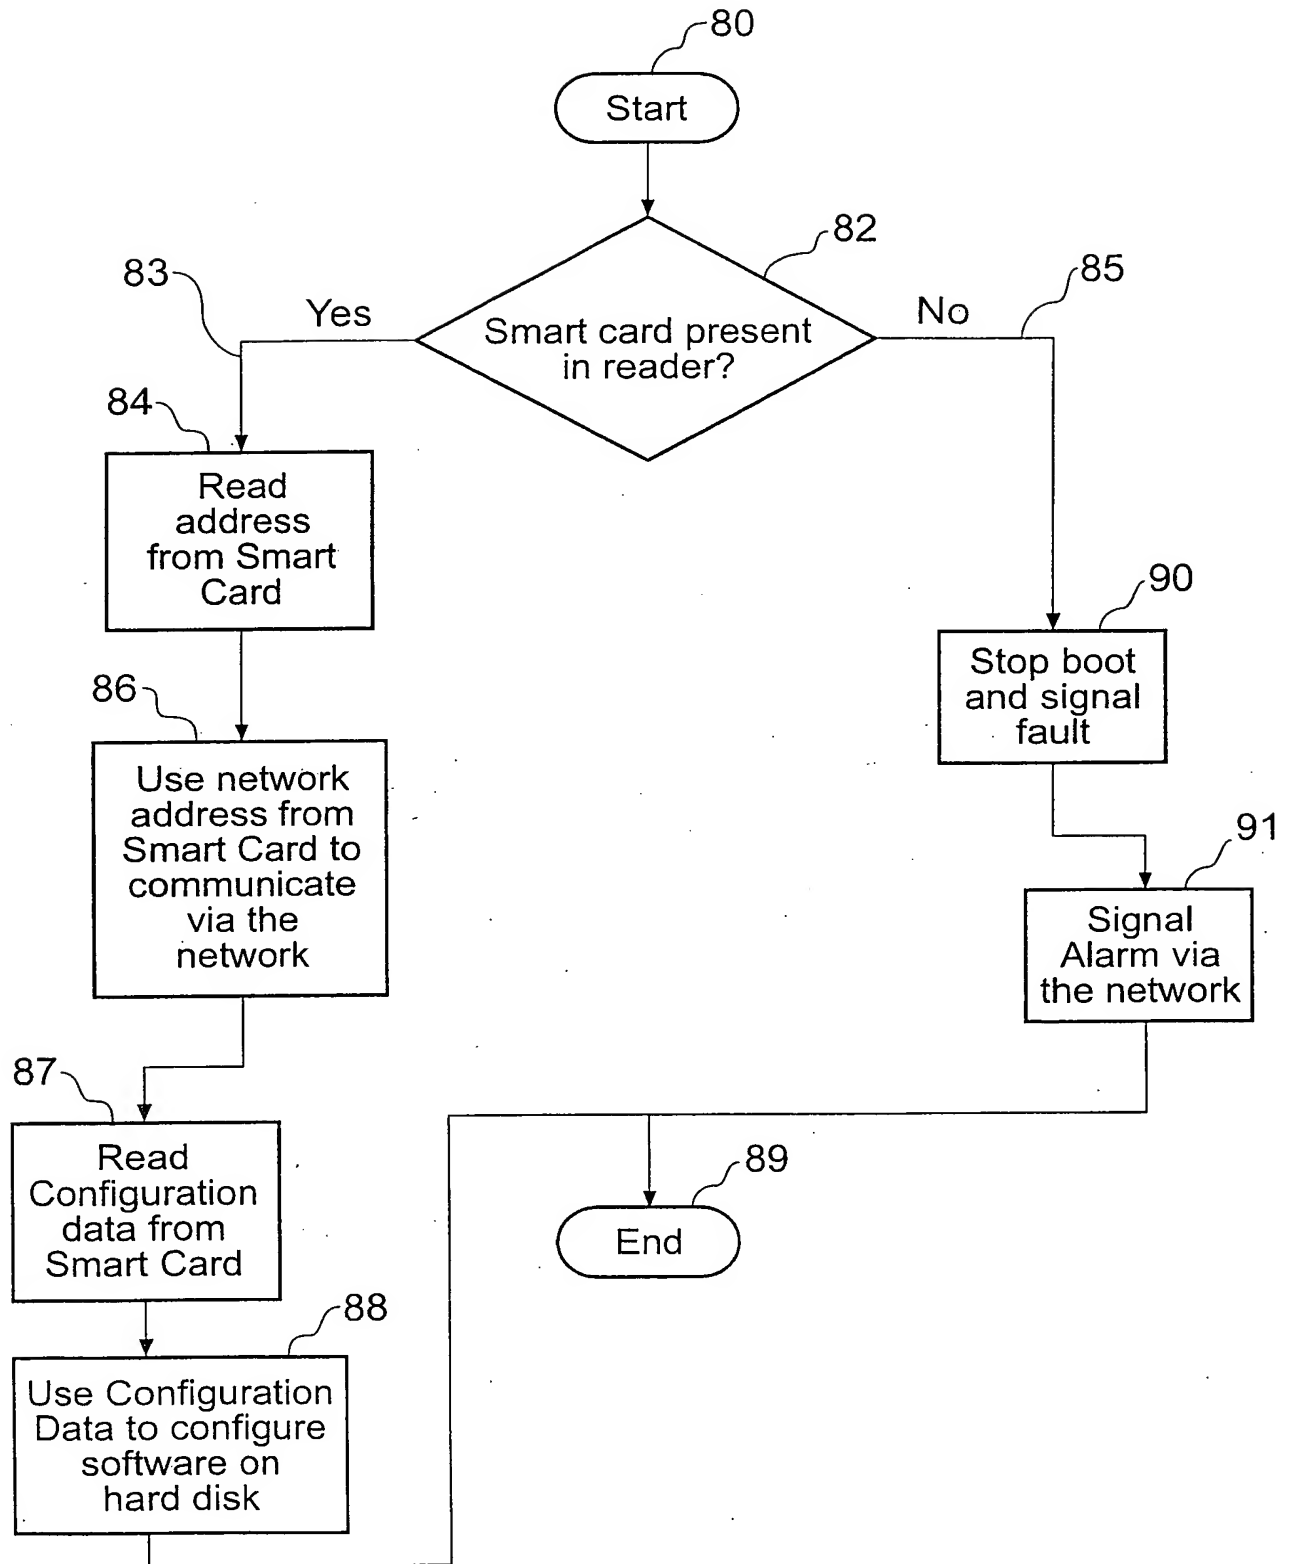 80
Start
82
83
Yes
No
85
Smart card present
in reader?
84
Read
address
from Smart
Card
90
Stop boot
and signal
fault
86
Use network
address from
Smart Card to
communicate
via the
network
91
Signal
Alarm via
the network
87
Read
Configuration
data from
Smart Card
89
End
88
Use Configuration
Data to configure
software on
hard disk